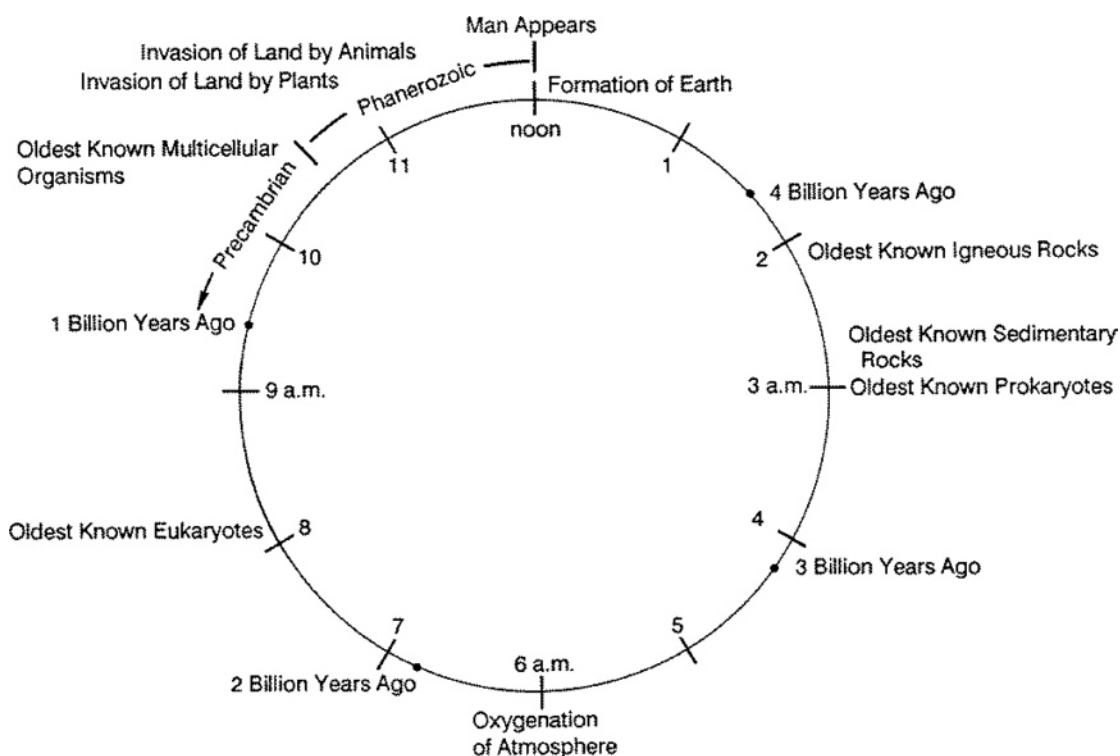 Man Appears
Invasion of Land by Animals
Invasion of Land by Plants
Phanerozoic
Formation of Earth
noon
Oldest Known Multicellular
Organisms
11
1
Precambrian
4 Billion Years Ago
10
2
Oldest Known Igneous Rocks
1 Billion Years Ago
Oldest Known Sedimentary
Rocks
9 a.m.
3 a.m.
Oldest Known Prokaryotes
Oldest Known Eukaryotes
8
4
3 Billion Years Ago
7
5
2 Billion Years Ago
6 a.m.
Oxygenation
of Atmosphere